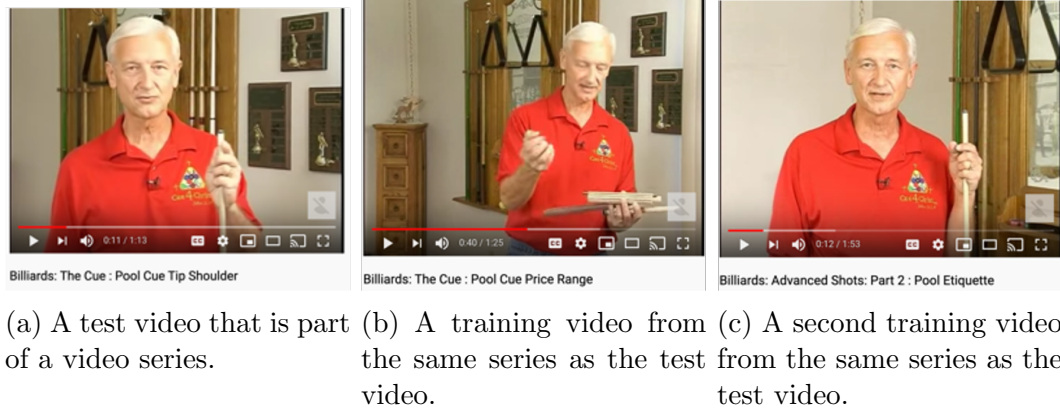 0:11 / 1:13
0:40 / 1:25
0:12 / 1:53
Billiards: The Cue : Pool Cue Tip Shoulder
Billiards: The Cue : Pool Cue Price Range
Billiards: Advanced Shots: Part 2 : Pool Etiquette
(a) A test video that is part
of a video series.
(b) A training video from
the same series as the test
video.
(c) A second training video
from the same series as the
test video.